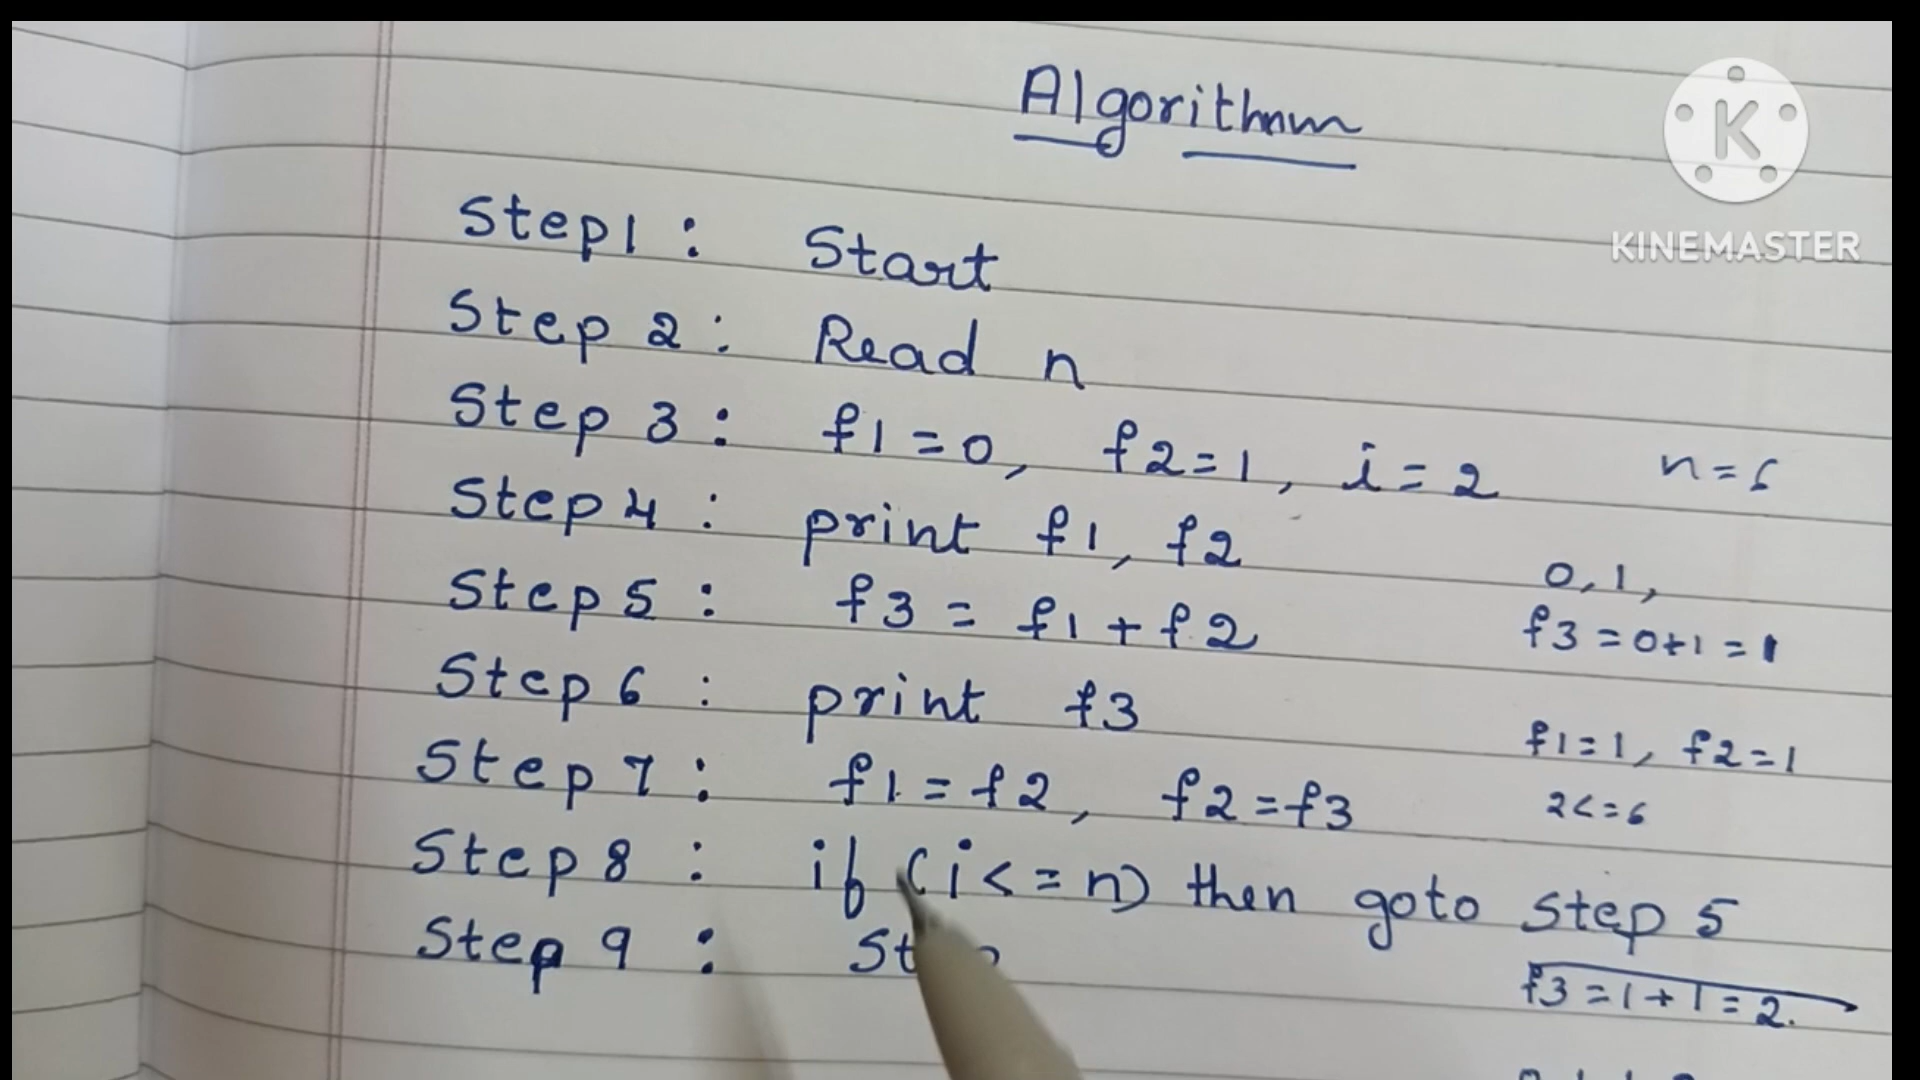 Algorithm
K
KINEMASTER
Step1 : Start
Step 2 : Read n
Step 3 : f1=0, f2=1, i=2
n=6
Step 4 : print f1, f2
0, 1,
Step 5 : f3 = f1+f2
f3=0+1=1
Step 6 : print f3
f1=1, f2=1
Step 7 : f1=f2, f2=f3
2<=6
Step 8 : if (i<=n) then goto Step 5
Step 9 :
f3=1+1=2.